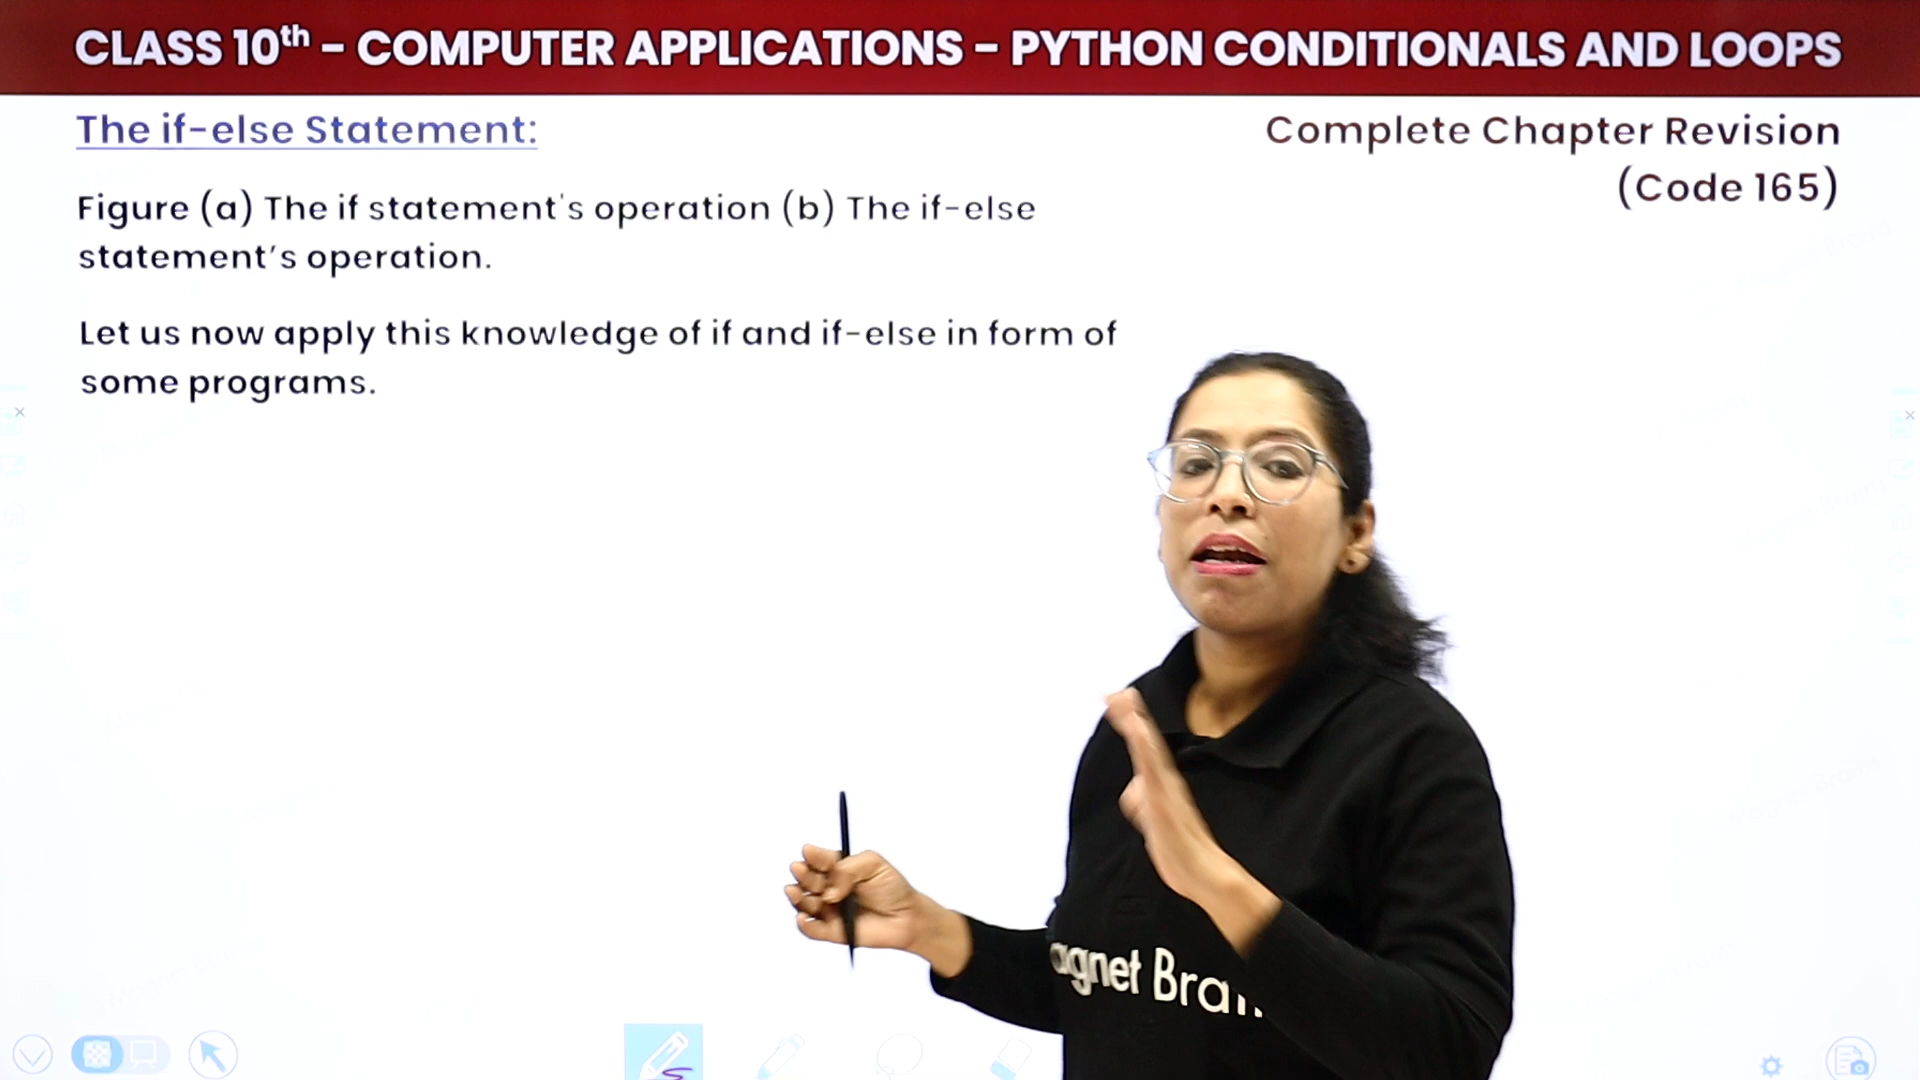 CLASS 10th – COMPUTER APPLICATIONS – PYTHON CONDITIONALS AND LOOPS
The if-else Statement:
Complete Chapter Revision
(Code 165)
Figure (a) The if statement's operation (b) The if-else
statement’s operation.
Let us now apply this knowledge of if and if-else in form of
some programs.
agnet Bra